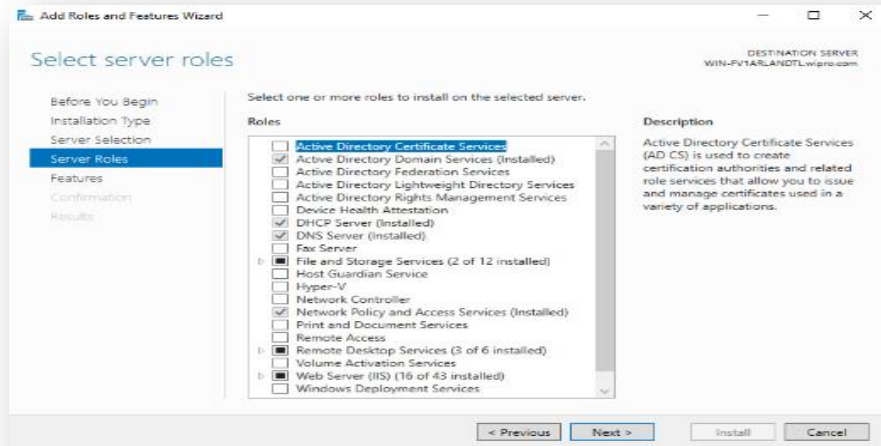 Add Roles and Features Wizard
Select server roles
DESTINATION SERVER
WIN-FV1ARLANDTL.wipro.com
Before You Begin
Installation Type
Server Selection
Server Roles
Features
Confirmation
Results
Select one or more roles to install on the selected server.
Roles
Active Directory Certificate Services
Active Directory Domain Services (Installed)
Active Directory Federation Services
Active Directory Lightweight Directory Services
Active Directory Rights Management Services
Device Health Attestation
DHCP Server (Installed)
DNS Server (Installed)
Fax Server
File and Storage Services (2 of 12 installed)
Host Guardian Service
Hyper-V
Network Controller
Network Policy and Access Services (Installed)
Print and Document Services
Remote Access
Remote Desktop Services (3 of 6 installed)
Volume Activation Services
Web Server (IIS) (16 of 43 installed)
Windows Deployment Services
Description
Active Directory Certificate Services
(AD CS) is used to create
certification authorities and related
role services that allow you to issue
and manage certificates used in a
variety of applications.
< Previous
Next >
Install
Cancel